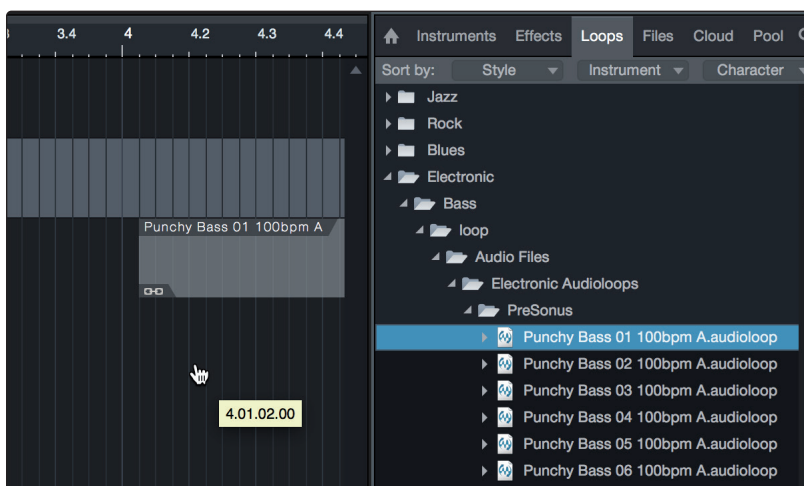 3.4 4 4.2 4.3 4.4
Punchy Bass 01 100bpm A
4.01.02.00
Instruments Effects Loops Files Cloud Pool
Sort by: Style Instrument Character
Jazz
Rock
Blues
Electronic
Bass
loop
Audio Files
Electronic Audioloops
PreSonus
Punchy Bass 01 100bpm A.audioloop
Punchy Bass 02 100bpm A.audioloop
Punchy Bass 03 100bpm A.audioloop
Punchy Bass 04 100bpm A.audioloop
Punchy Bass 05 100bpm A.audioloop
Punchy Bass 06 100bpm A.audioloop